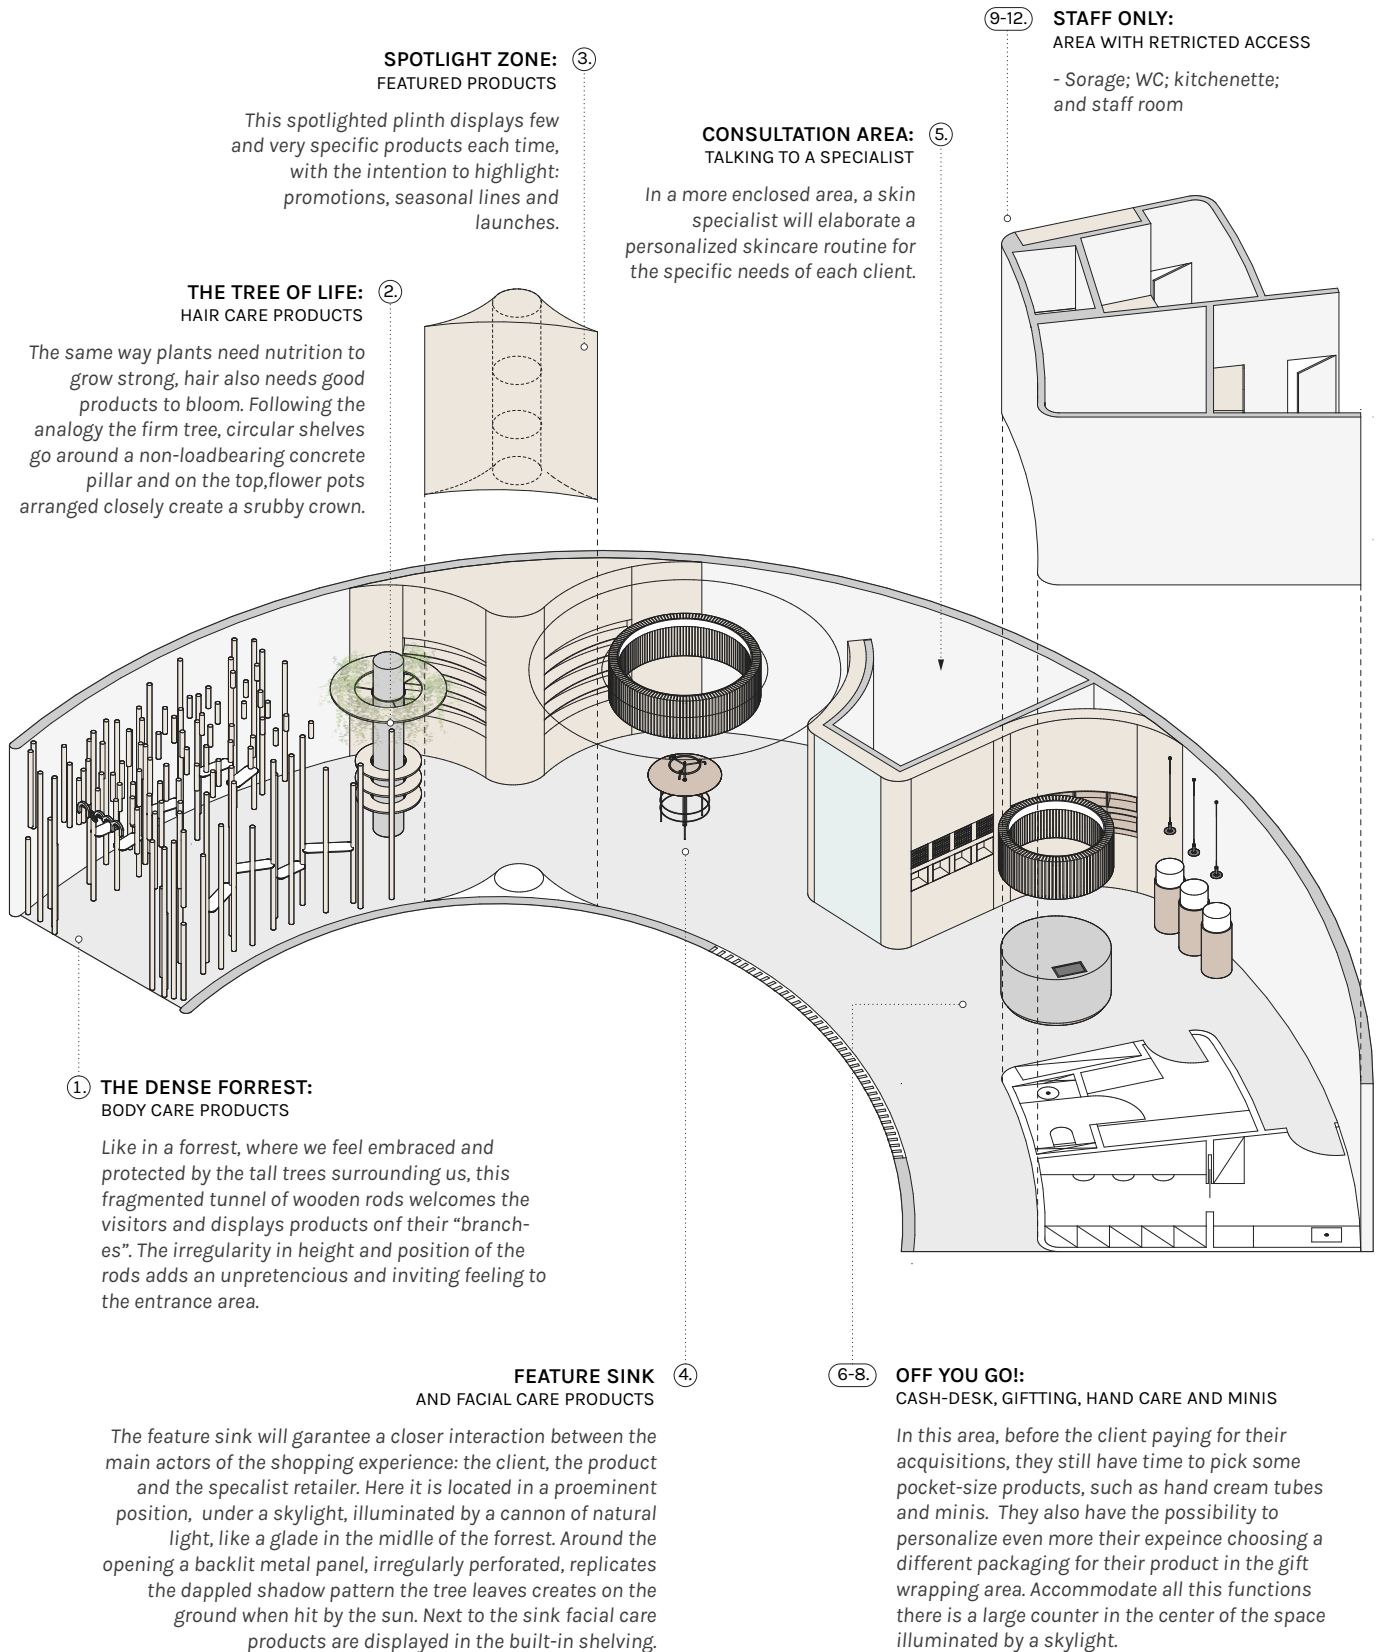 9-12. STAFF ONLY:
AREA WITH RETRICTED ACCESS
- Sorage; WC; kitchenette;
and staff room
SPOTLIGHT ZONE: 3.
FEATURED PRODUCTS
This spotlighted plinth displays few
and very specific products each time,
with the intention to highlight:
promotions, seasonal lines and
launches.
CONSULTATION AREA: 5.
TALKING TO A SPECIALIST
In a more enclosed area, a skin
specialist will elaborate a
personalized skincare routine for
the specific needs of each client.
THE TREE OF LIFE: 2.
HAIR CARE PRODUCTS
The same way plants need nutrition to
grow strong, hair also needs good
products to bloom. Following the
analogy the firm tree, circular shelves
go around a non-loadbearing concrete
pillar and on the top,flower pots
arranged closely create a srubby crown.
1. THE DENSE FORREST:
BODY CARE PRODUCTS
Like in a forrest, where we feel embraced and
protected by the tall trees surrounding us, this
fragmented tunnel of wooden rods welcomes the
visitors and displays products onf their “branch-
es”. The irregularity in height and position of the
rods adds an unpretencious and inviting feeling to
the entrance area.
FEATURE SINK 4.
AND FACIAL CARE PRODUCTS
The feature sink will garantee a closer interaction between the
main actors of the shopping experience: the client, the product
and the specalist retailer. Here it is located in a proeminent
position, under a skylight, illuminated by a cannon of natural
light, like a glade in the midlle of the forrest. Around the
opening a backlit metal panel, irregularly perforated, replicates
the dappled shadow pattern the tree leaves creates on the
ground when hit by the sun. Next to the sink facial care
products are displayed in the built-in shelving.
6-8. OFF YOU GO!:
CASH-DESK, GIFTTING, HAND CARE AND MINIS
In this area, before the client paying for their
acquisitions, they still have time to pick some
pocket-size products, such as hand cream tubes
and minis. They also have the possibility to
personalize even more their expeince choosing a
different packaging for their product in the gift
wrapping area. Accommodate all this functions
there is a large counter in the center of the space
illuminated by a skylight.